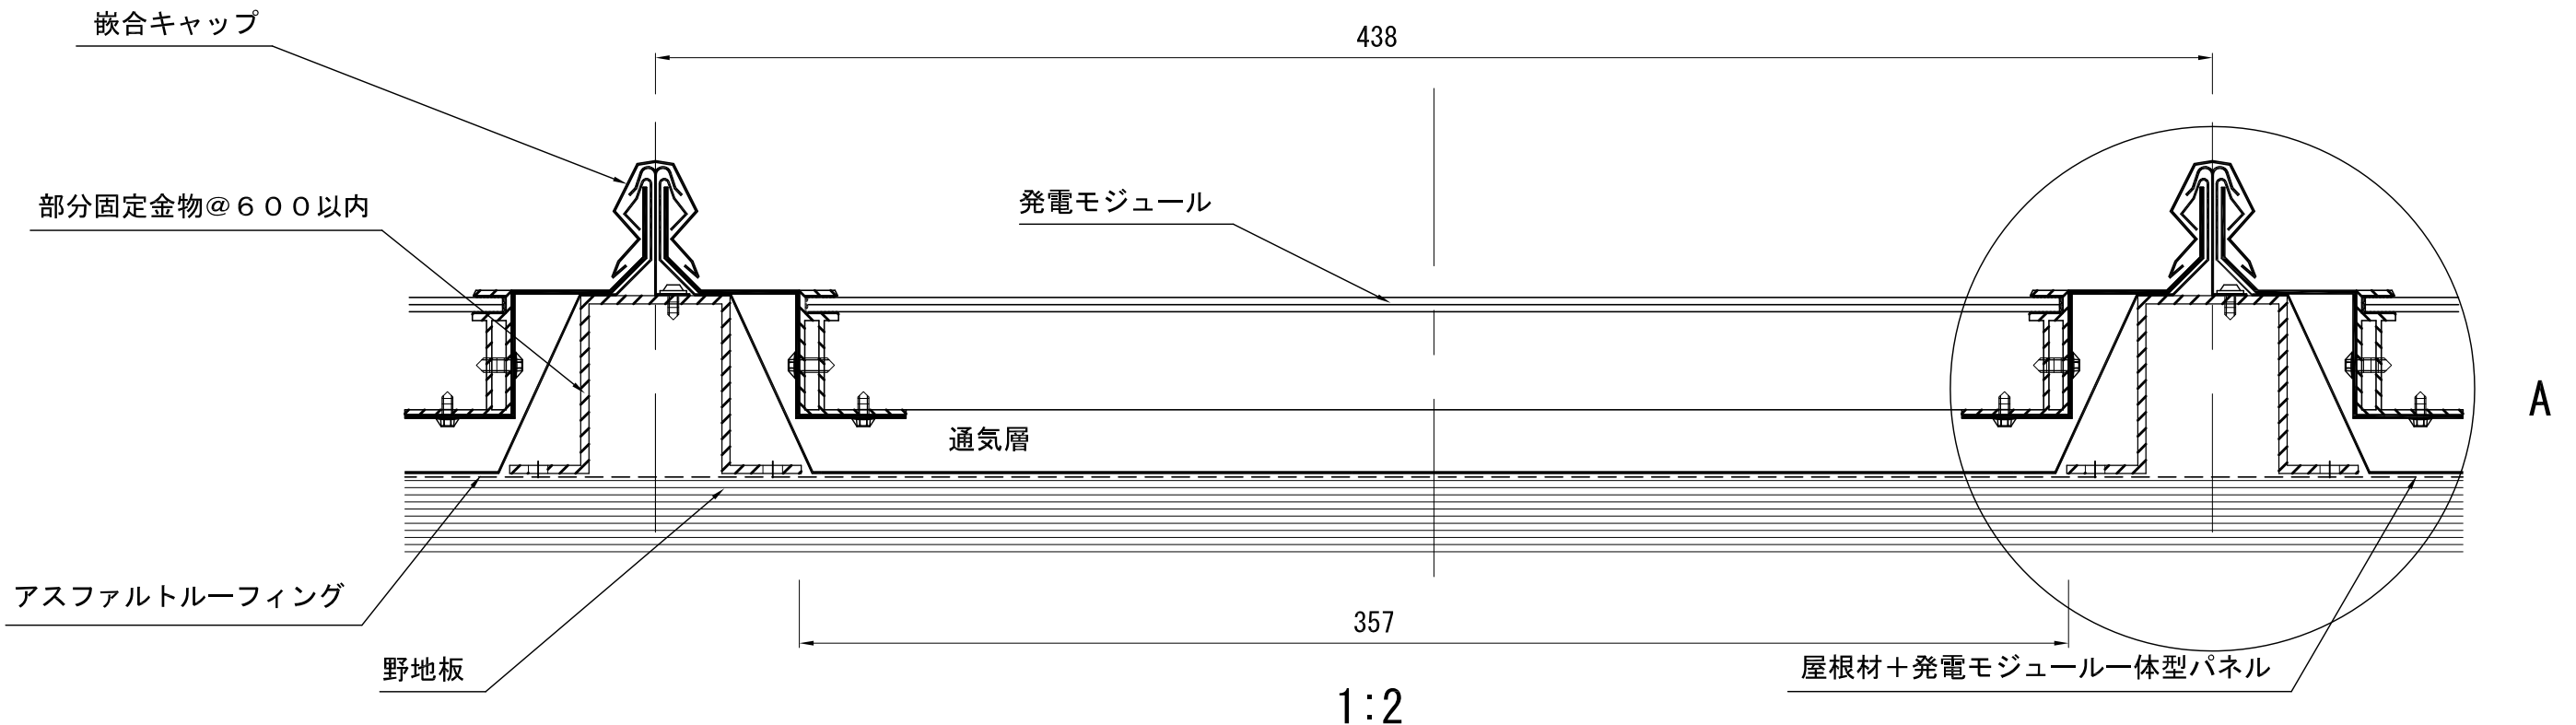 嵌合キャップ
438
部分固定金物@６００以内
発電モジュール
A
通気層
アスファルトルーフィング
357
野地板
屋根材＋発電モジュール一体型パネル
1:2